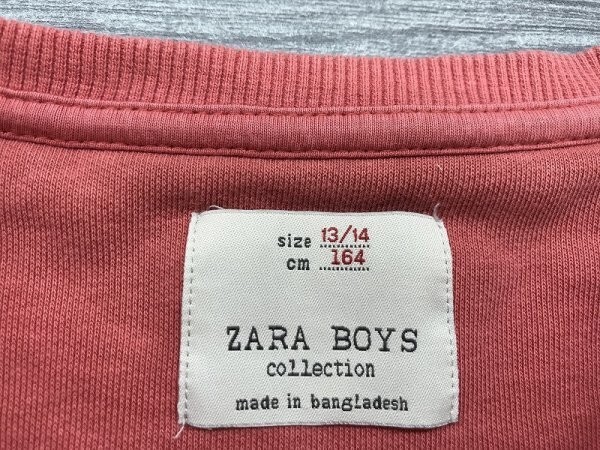 size 13/14
cm 164
ZARA BOYS
collection
made in bangladesh